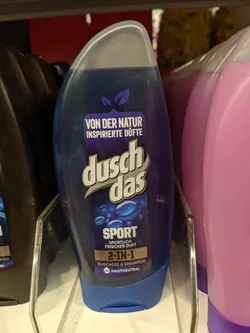 VON DER NATUR
INSPIRIERTE DÜFTE
dusch
das
SPORT
SPORTLICH
FRISCHER DUFT
2-IN-1
DUSCHGEL & SHAMPOO
HAUTNEUTRAL